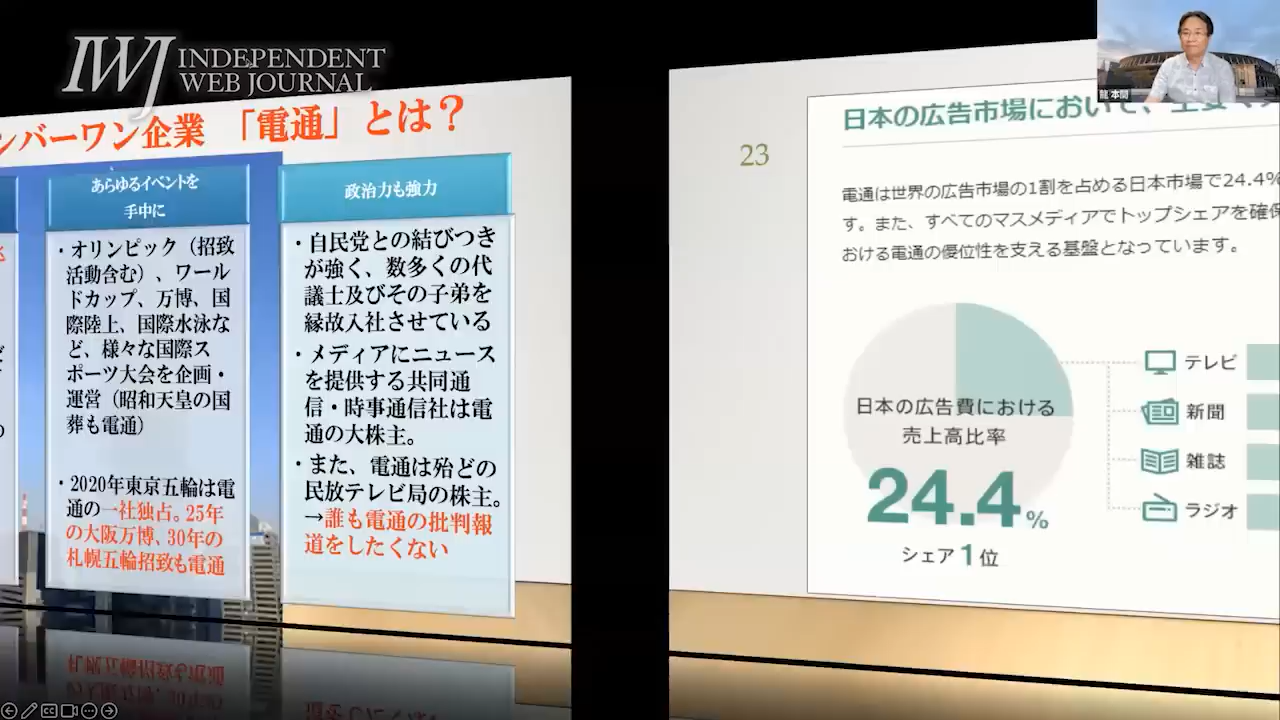 IWJ INDEPENDENT
WEB JOURNAL
ンバーワン企業 「電通」とは？
あらゆるイベントを
手中に
・オリンピック（招致
活動含む）、ワール
ドカップ、万博、国
際陸上、国際水泳な
ど、様々な国際ス
ポーツ大会を企画・
運営（昭和天皇の国
葬も電通）
・2020年東京五輪は電
通の一社独占。25年
の大阪万博、30年の
札幌五輪招致も電通
政治力も強力
・自民党との結びつき
が強く、数多くの代
議士及びその子弟を
縁故入社させている
・メディアにニュース
を提供する共同通
信・時事通信社は電
通の大株主。
・また、電通は殆どの
民放テレビ局の株主。
→誰も電通の批判報
道をしたくない
23
日本の広告市場において、主要マス
電通は世界の広告市場の1割を占める日本市場で24.4%
す。また、すべてのマスメディアでトップシェアを確保
おける電通の優位性を支える基盤となっています。
日本の広告費における
売上高比率
24.4%
シェア1位
テレビ
新聞
雑誌
ラジオ
龍 本間